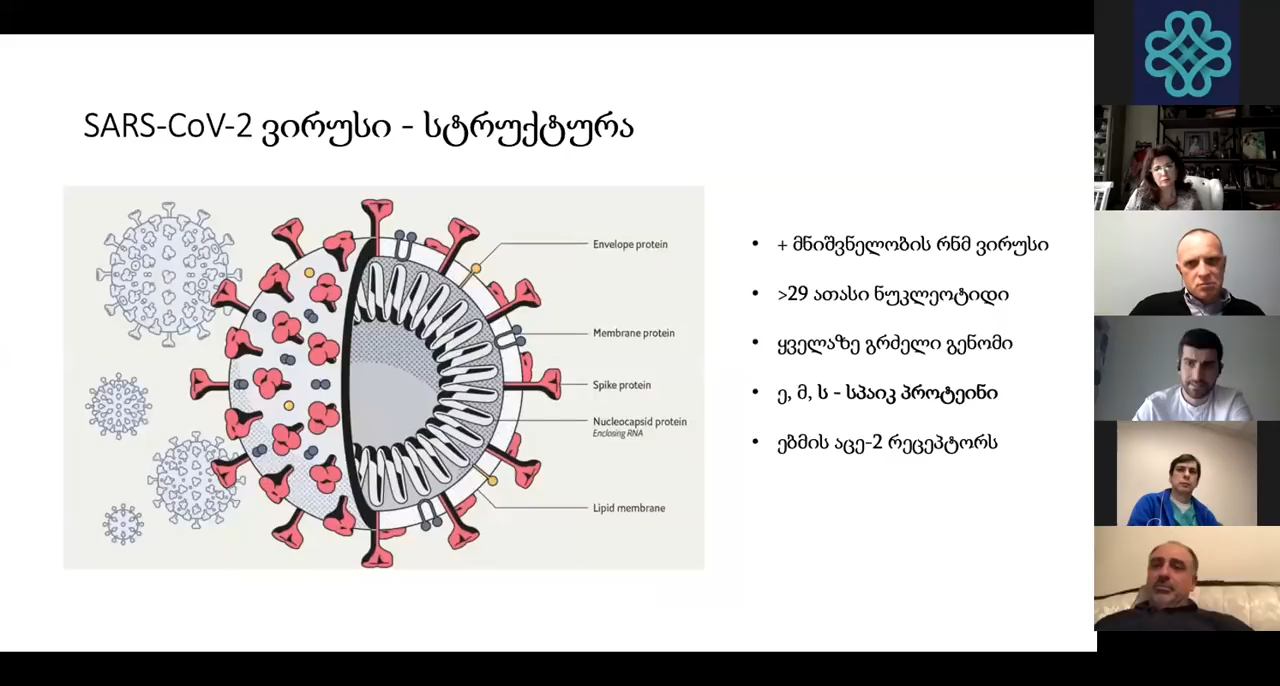 SARS-CoV-2 ვირუსი - სტრუქტურა
Envelope protein
Membrane protein
Spike protein
Nucleocapsid protein
Enclosing RNA
Lipid membrane
• + მნიშვნელობის რნმ ვირუსი
• >29 ათასი ნუკლეოტიდი
• ყველაზე გრძელი გენომი
• ე, მ, ს - სპაიკ პროტეინი
• ებმის აცე-2 რეცეპტორს